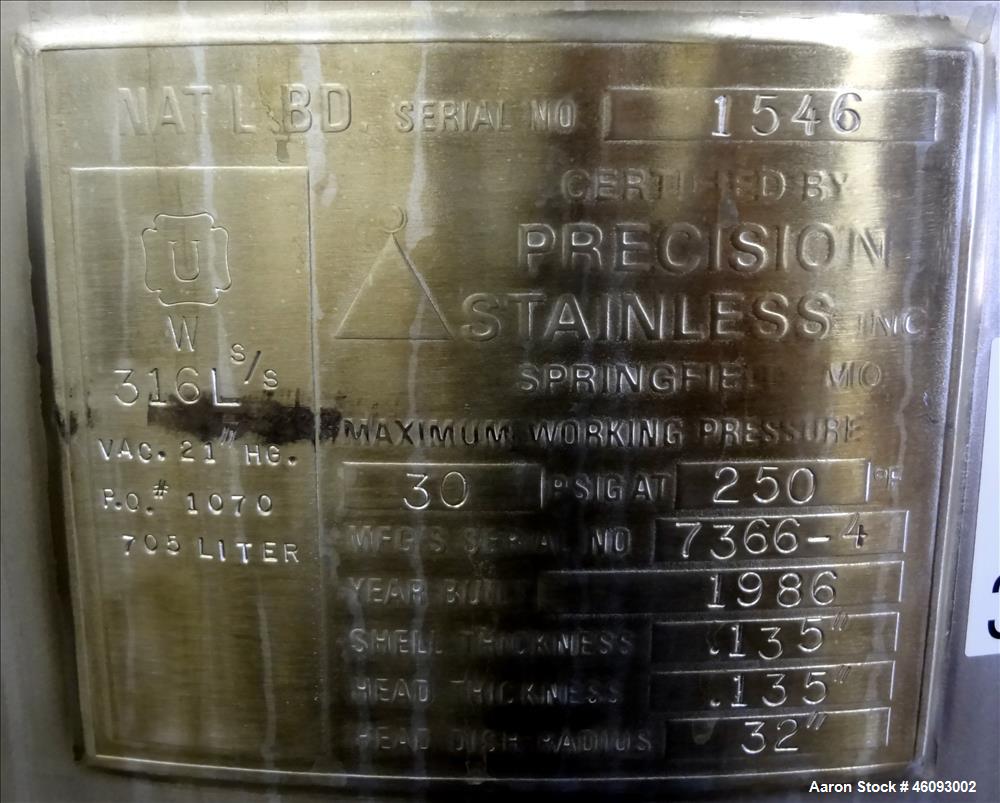 NAT'L BD. SERIAL NO 1546
CERTIFIED BY
PRECISION
STAINLESS INC
SPRINGFIELD MO
U
W
316L S/S
VAC. 21" HG.
P.O.# 1070
705 LITER
MAXIMUM WORKING PRESSURE
30 PSIG AT 250 °F
MFG'S SERIAL NO 7366-4
YEAR BUILT 1986
SHELL THICKNESS .135"
HEAD THICKNESS .135"
HEAD DISH RADIUS 32"
Aaron Stock # 46093002